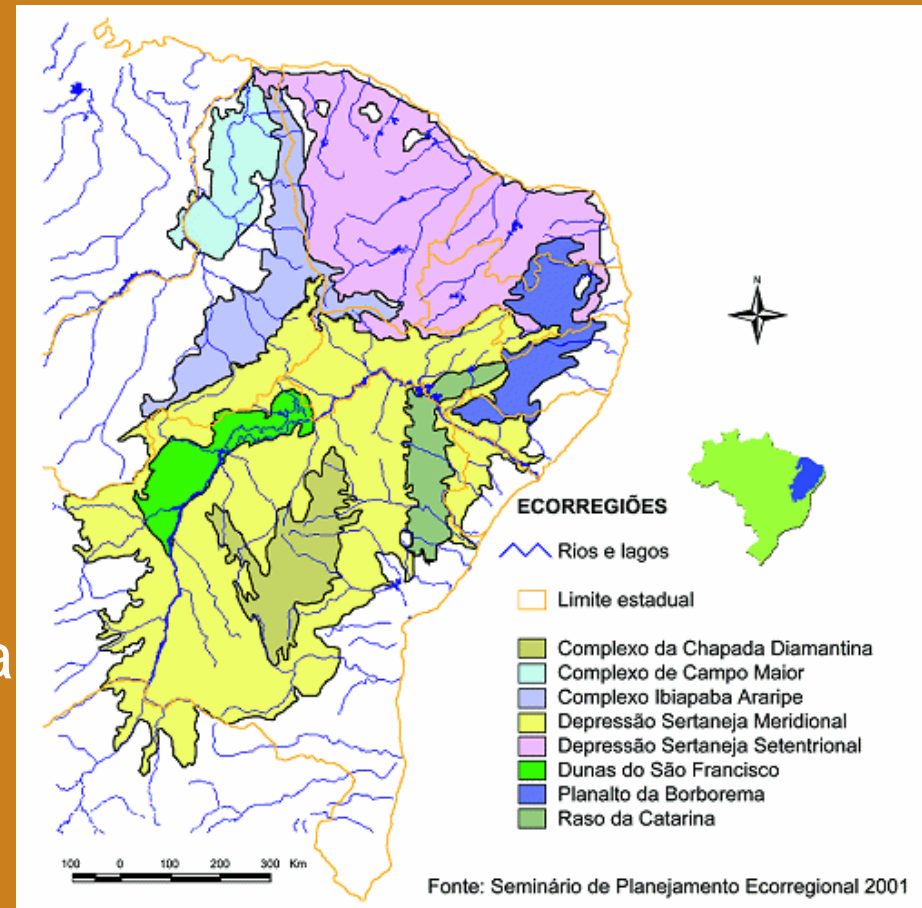 N
ECORREGIÕES
Rios e lagos
Limite estadual
Complexo da Chapada Diamantina
Complexo de Campo Maior
Complexo Ibiapaba Araripe
Depressão Sertaneja Meridional
Depressão Sertaneja Setentrional
Dunas do São Francisco
Planalto da Borborema
Raso da Catarina
a
100 0 100 200 300 Km
Fonte: Seminário de Planejamento Ecorregional 2001